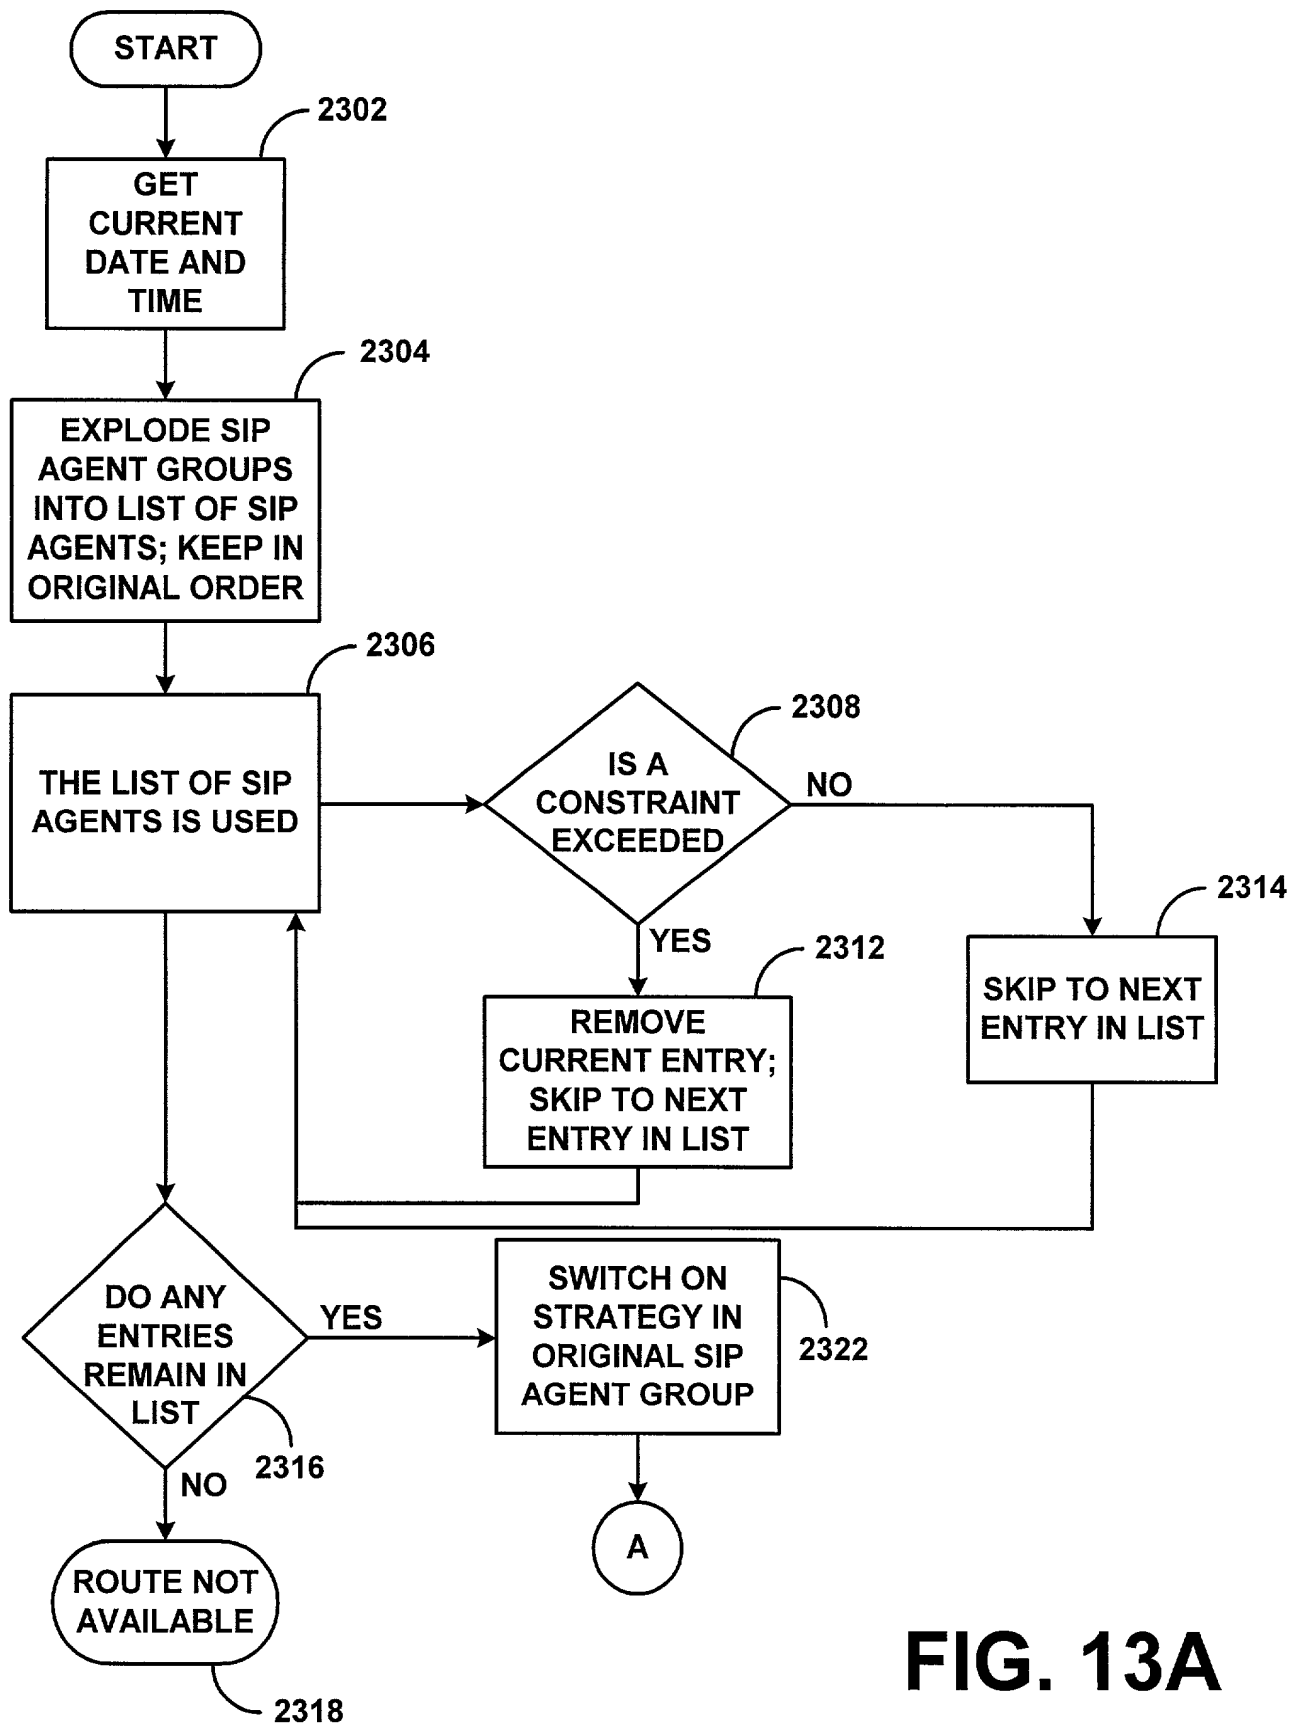 START
2302
GET
CURRENT
DATE AND
TIME
2304
EXPLODE SIP
AGENT GROUPS
INTO LIST OF SIP
AGENTS; KEEP IN
ORIGINAL ORDER
2306
THE LIST OF SIP
AGENTS IS USED
2308
IS A
CONSTRAINT
EXCEEDED
NO
YES
2314
SKIP TO NEXT
ENTRY IN LIST
2312
REMOVE
CURRENT ENTRY;
SKIP TO NEXT
ENTRY IN LIST
DO ANY
ENTRIES
REMAIN IN
LIST
2316
YES
SWITCH ON
STRATEGY IN
ORIGINAL SIP
AGENT GROUP
2322
NO
A
ROUTE NOT
AVAILABLE
2318
FIG. 13A